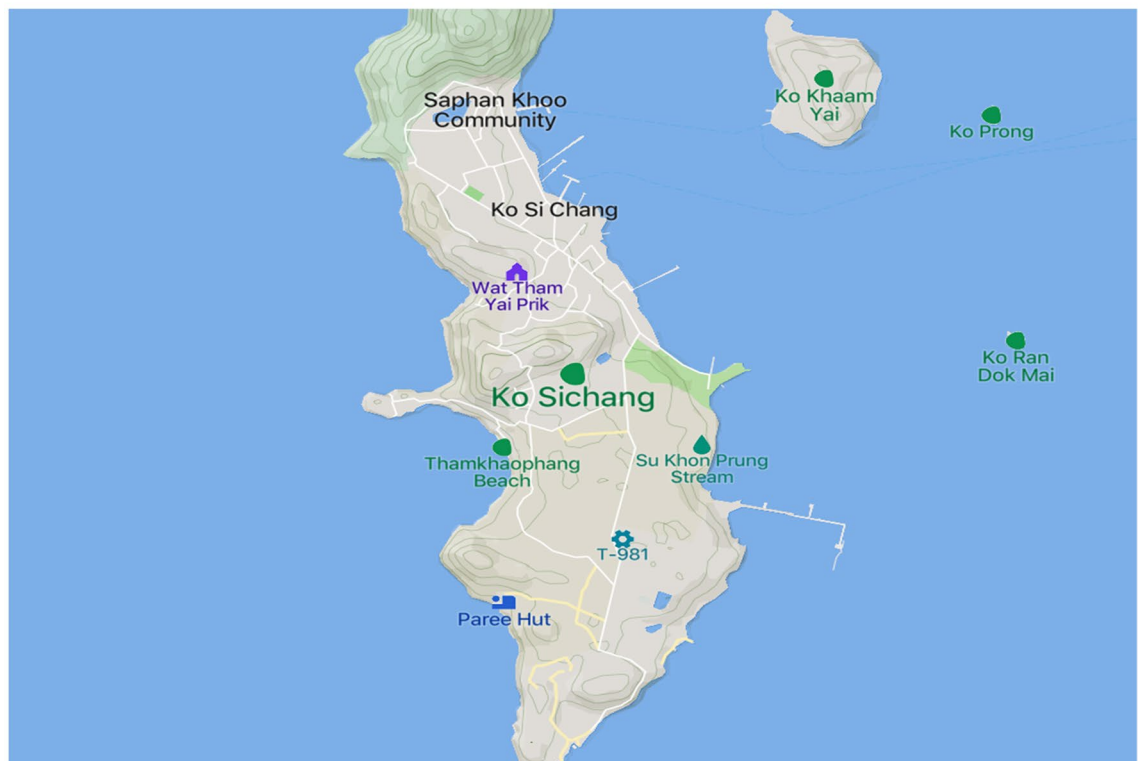 Saphan Khoo
Community
Ko Khaam
Yai
Ko Prong
Ko Si Chang
Wat Tham
Yai Prik
Ko Ran
Dok Mai
Ko Sichang
Thamkhaophang
Beach
Su Khon Prung
Stream
T-981
Paree Hut